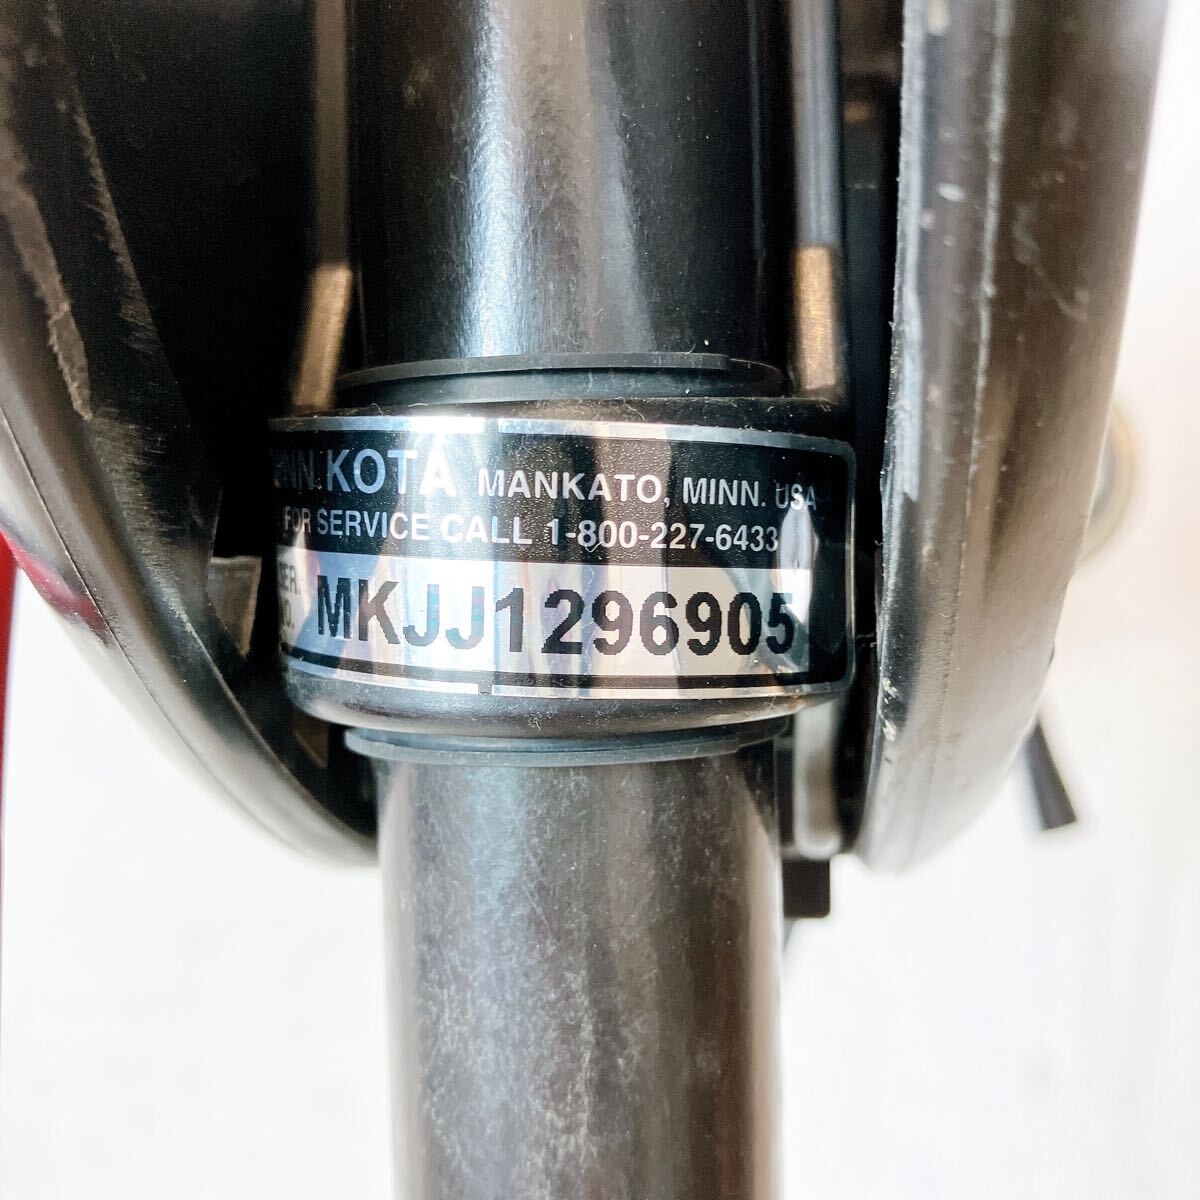 KOTA MANKATO, MINN. USA
FOR SERVICE CALL 1-800-227-6433
MKJJ1296905